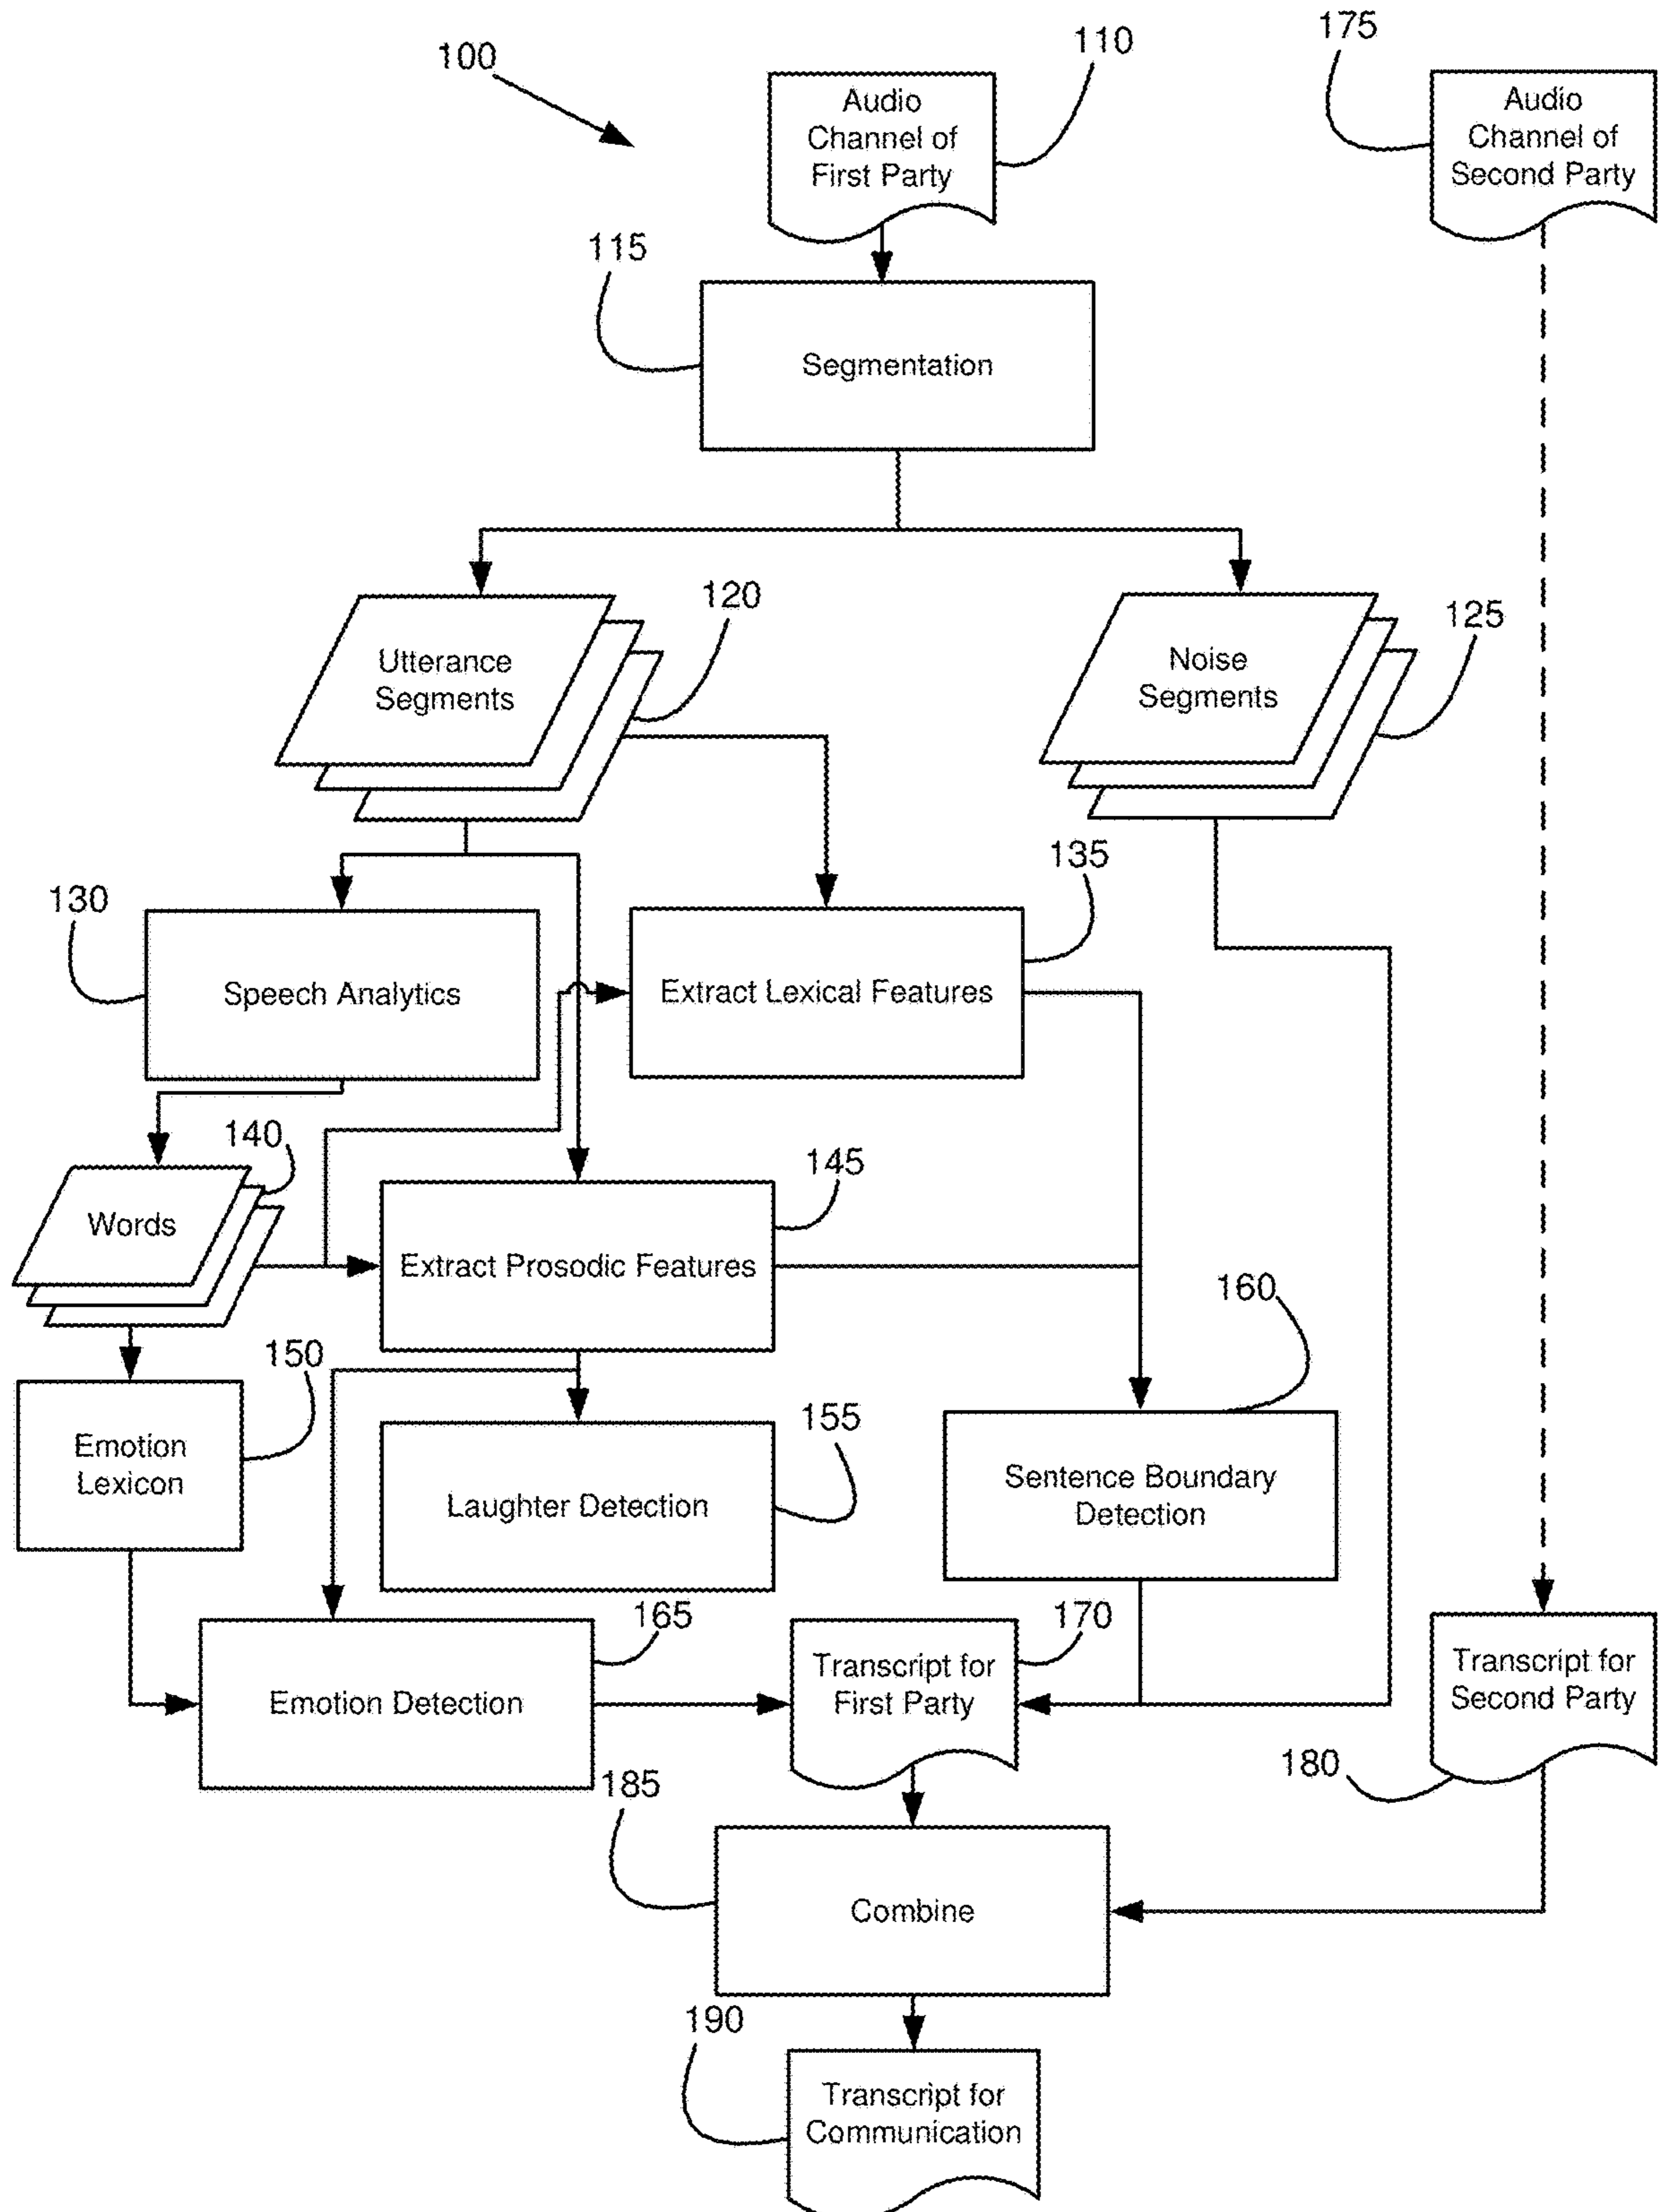 100
110
175
Audio
Channel of
First Party
Audio
Channel of
Second Party
115
Segmentation
120
125
Utterance
Segments
Noise
Segments
130
135
Speech Analytics
Extract Lexical Features
140
145
Words
Extract Prosodic Features
150
160
Emotion
Lexicon
155
Laughter Detection
Sentence Boundary
Detection
165
170
Emotion Detection
Transcript for
First Party
Transcript for
Second Party
180
185
Combine
190
Transcript for
Communication